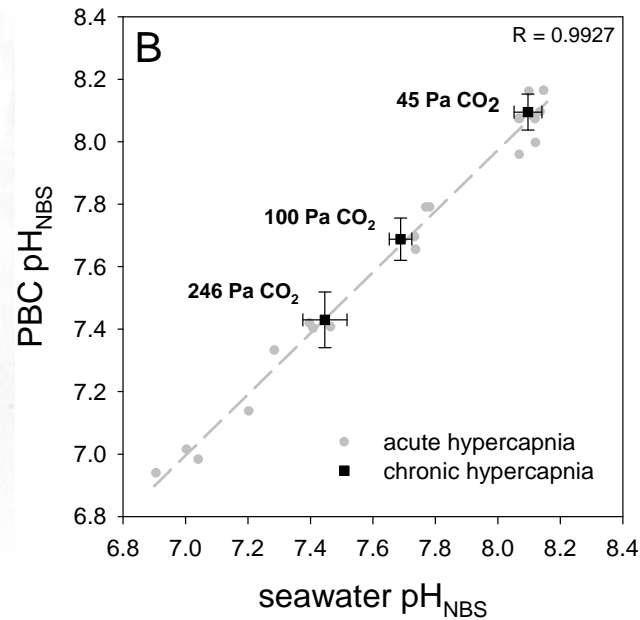 B
R = 0.9927
45 Pa CO₂
100 Pa CO₂
246 Pa CO₂
PBC pH_NBS
8.4
8.2
8.0
7.8
7.6
7.4
7.2
7.0
6.8
acute hypercapnia
chronic hypercapnia
6.8 7.0 7.2 7.4 7.6 7.8 8.0 8.2 8.4
seawater pH_NBS